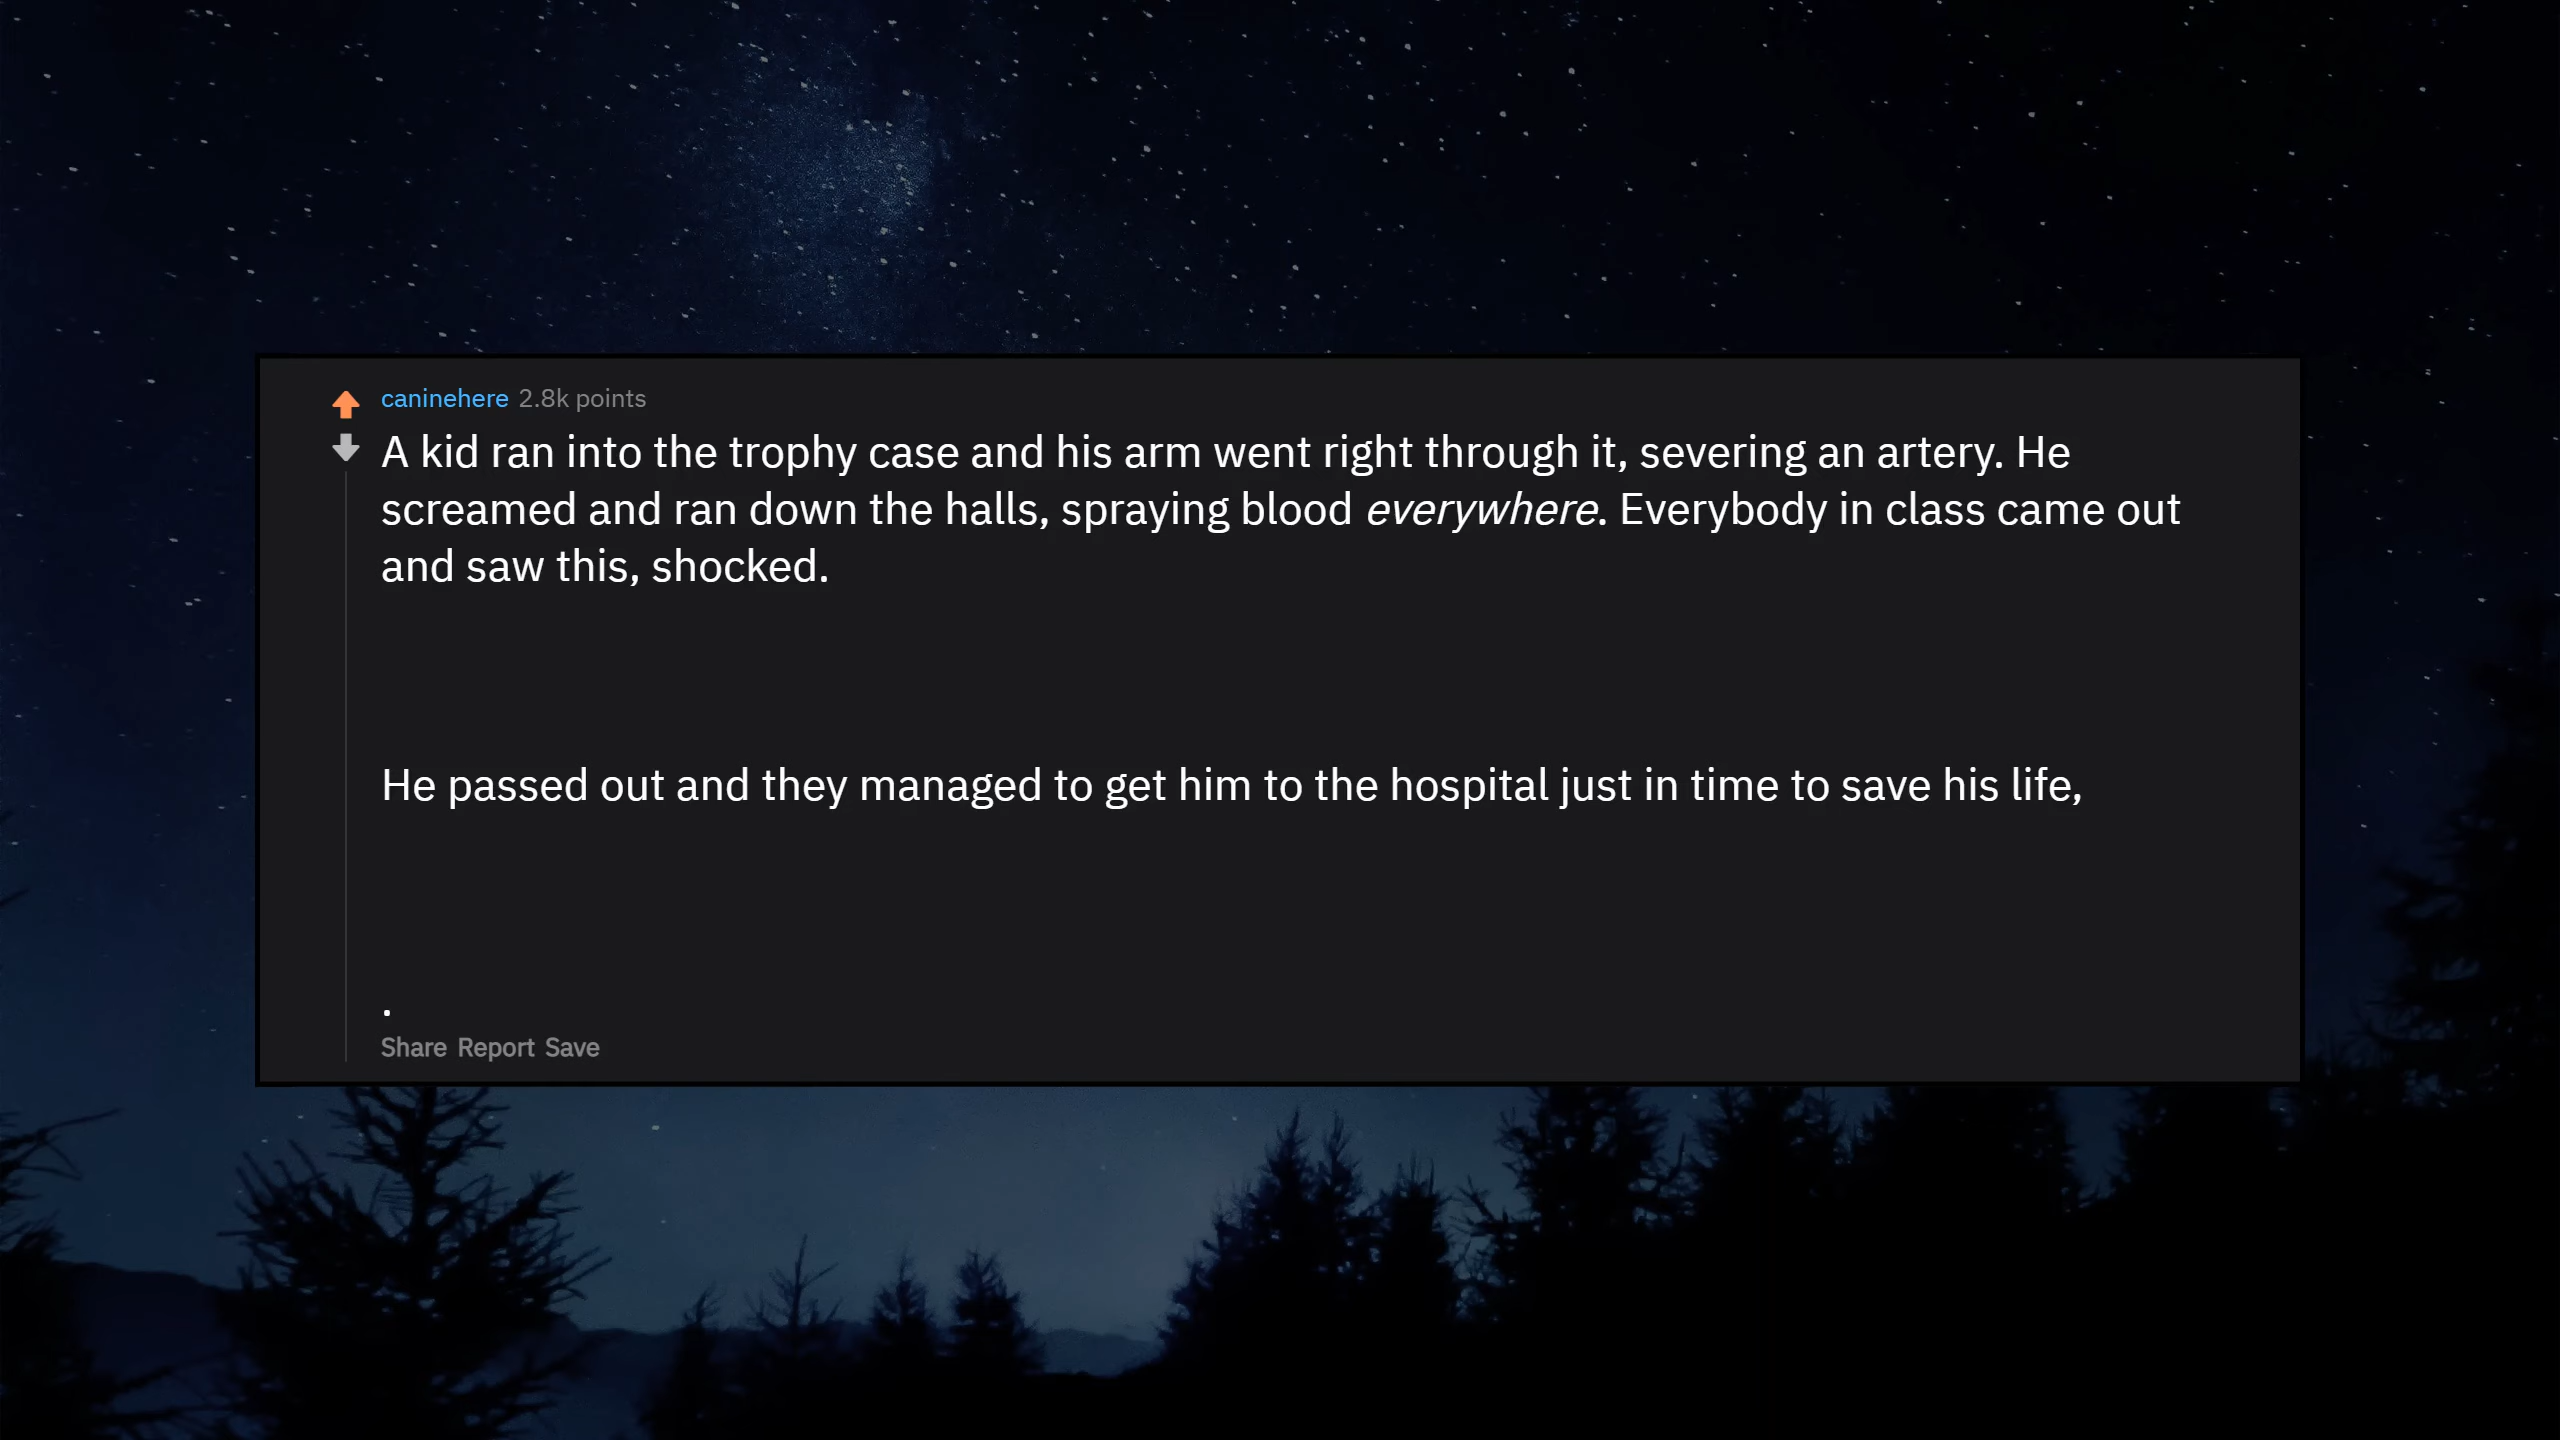 caninehere 2.8k points
A kid ran into the trophy case and his arm went right through it, severing an artery. He
screamed and ran down the halls, spraying blood everywhere. Everybody in class came out
and saw this, shocked.
He passed out and they managed to get him to the hospital just in time to save his life,
.
Share Report Save